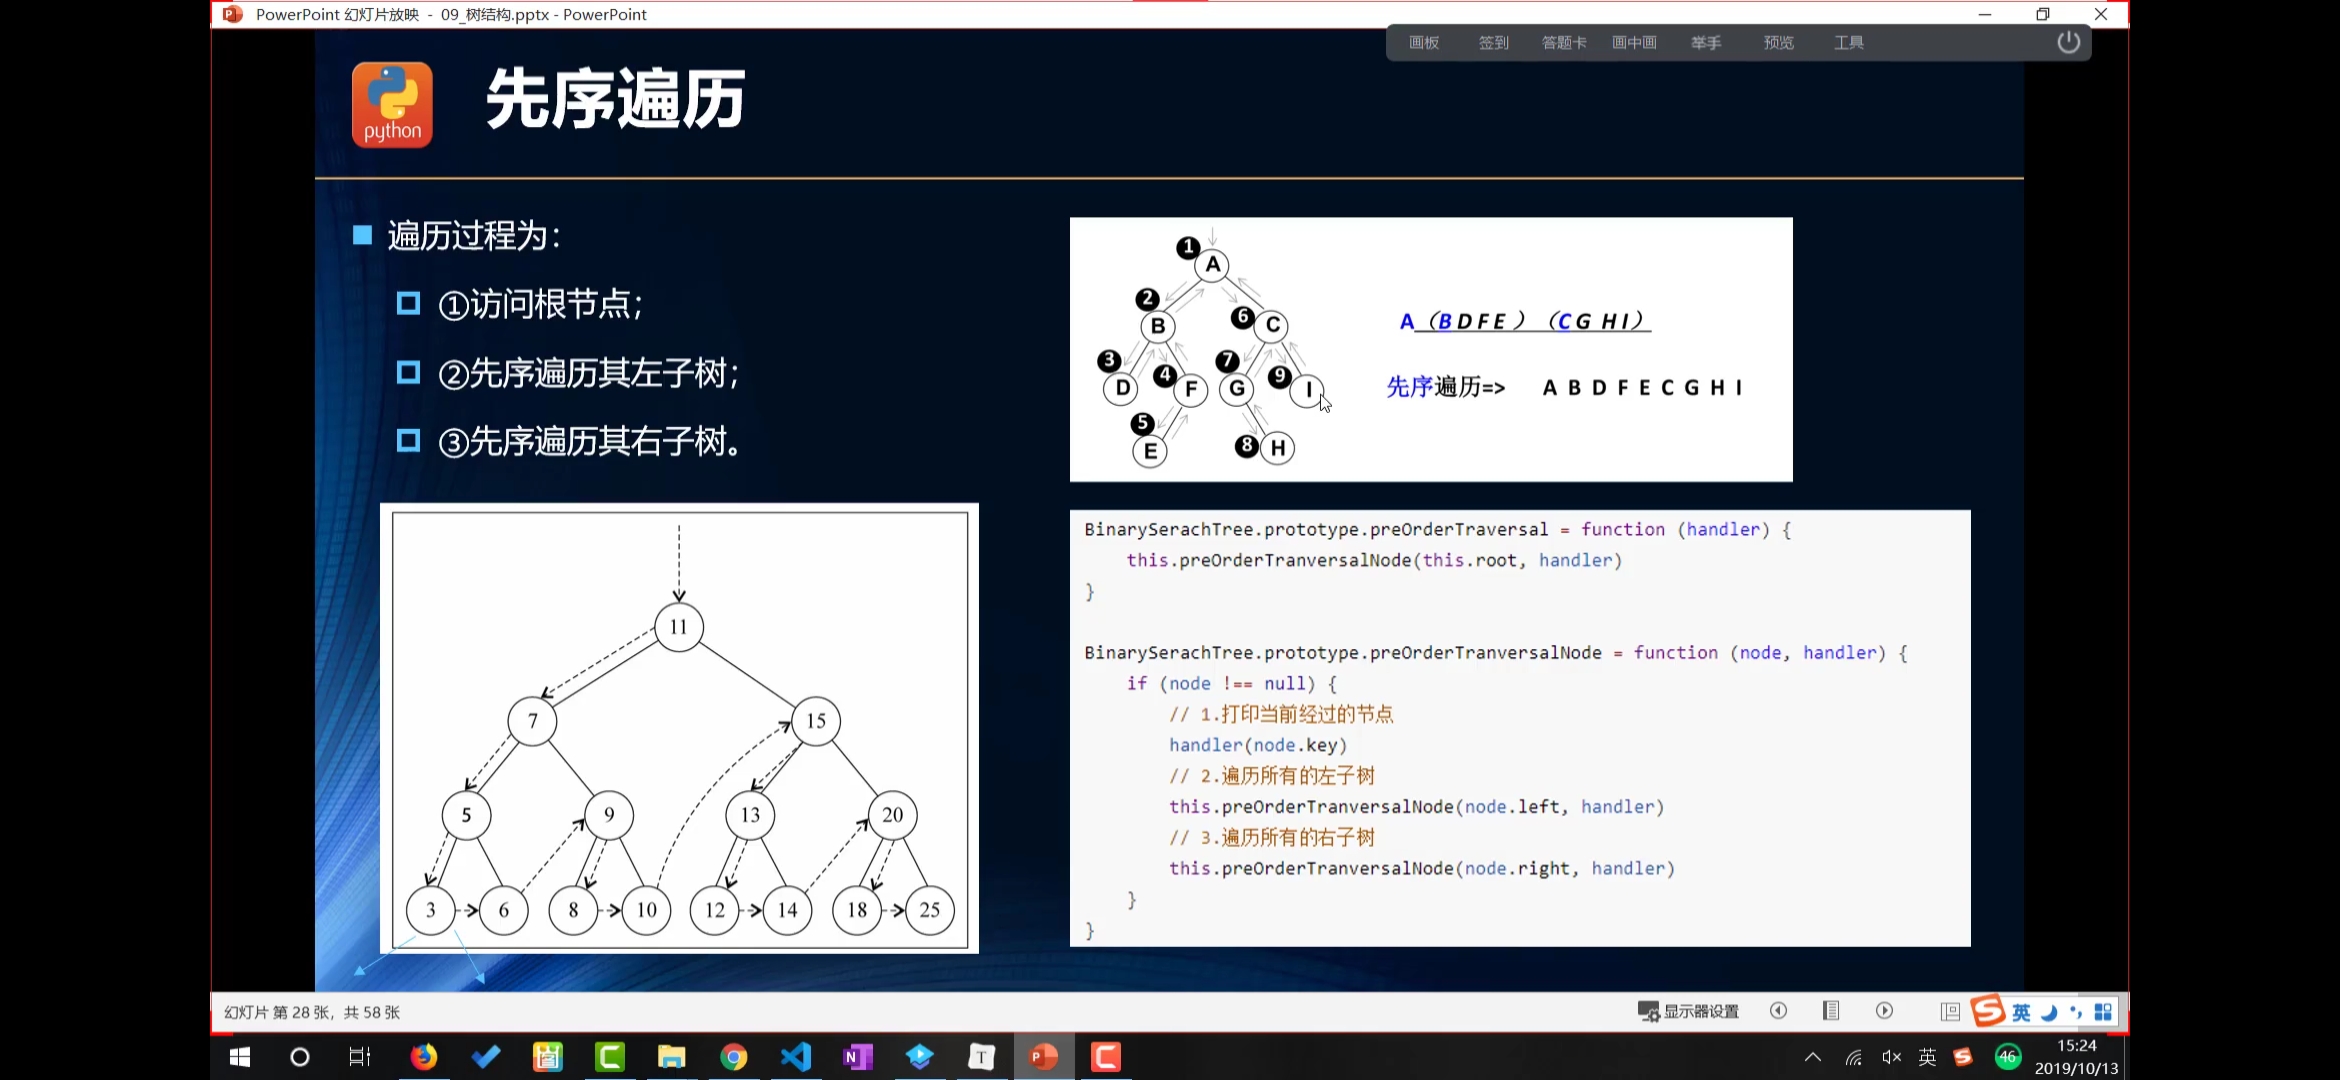 PowerPoint 幻灯片放映 - 09_树结构.pptx - PowerPoint
画板 签到 答题卡 画中画 举手 预览 工具
python
先序遍历
遍历过程为：
①访问根节点；
②先序遍历其左子树；
③先序遍历其右子树。
1
A
2
B
6
C
3
D
4
F
7
G
9
I
5
E
8
H
A（B D F E ）（C G H I）
先序遍历=> A B D F E C G H I
11
7 15
5 9 13 20
3 6 8 10 12 14 18 25
BinarySerachTree.prototype.preOrderTraversal = function (handler) {
this.preOrderTranversalNode(this.root, handler)
}
BinarySerachTree.prototype.preOrderTranversalNode = function (node, handler) {
if (node !== null) {
// 1.打印当前经过的节点
handler(node.key)
// 2.遍历所有的左子树
this.preOrderTranversalNode(node.left, handler)
// 3.遍历所有的右子树
this.preOrderTranversalNode(node.right, handler)
}
}
幻灯片 第 28 张，共 58 张
显示器设置
英
英
46
15:24
2019/10/13